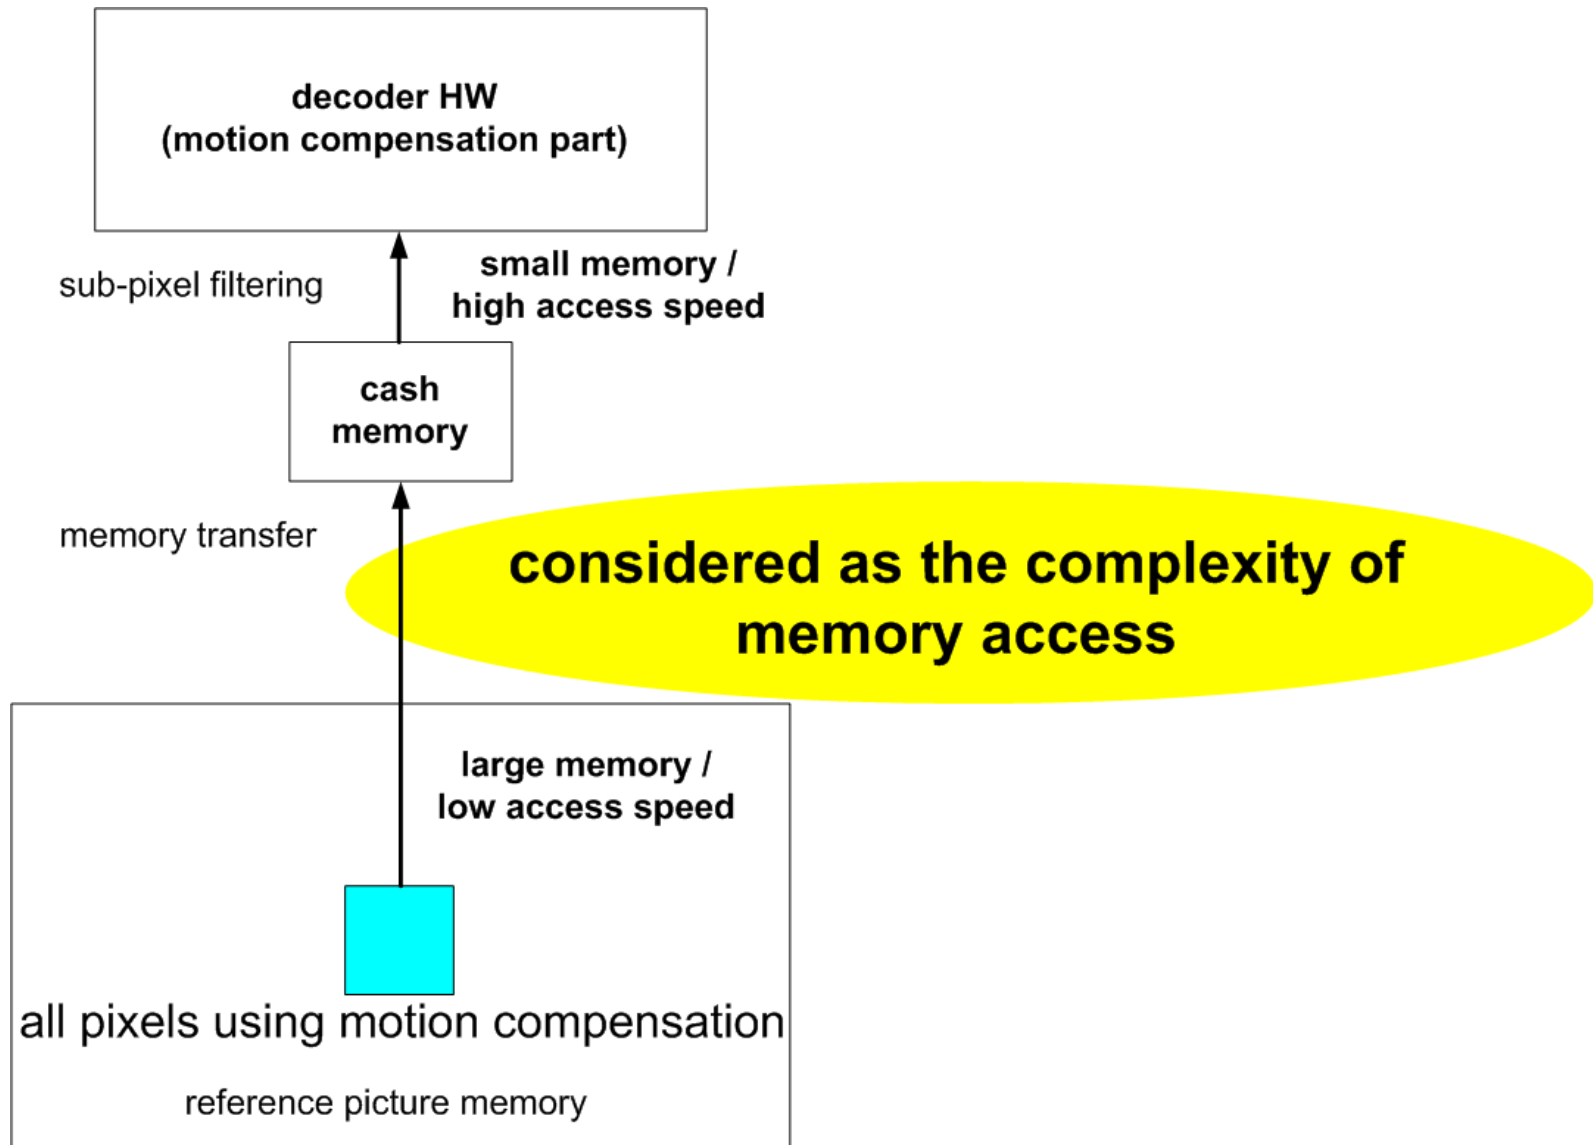 decoder HW
(motion compensation part)
sub-pixel filtering
small memory /
high access speed
cash
memory
memory transfer
considered as the complexity of
memory access
large memory /
low access speed
all pixels using motion compensation
reference picture memory